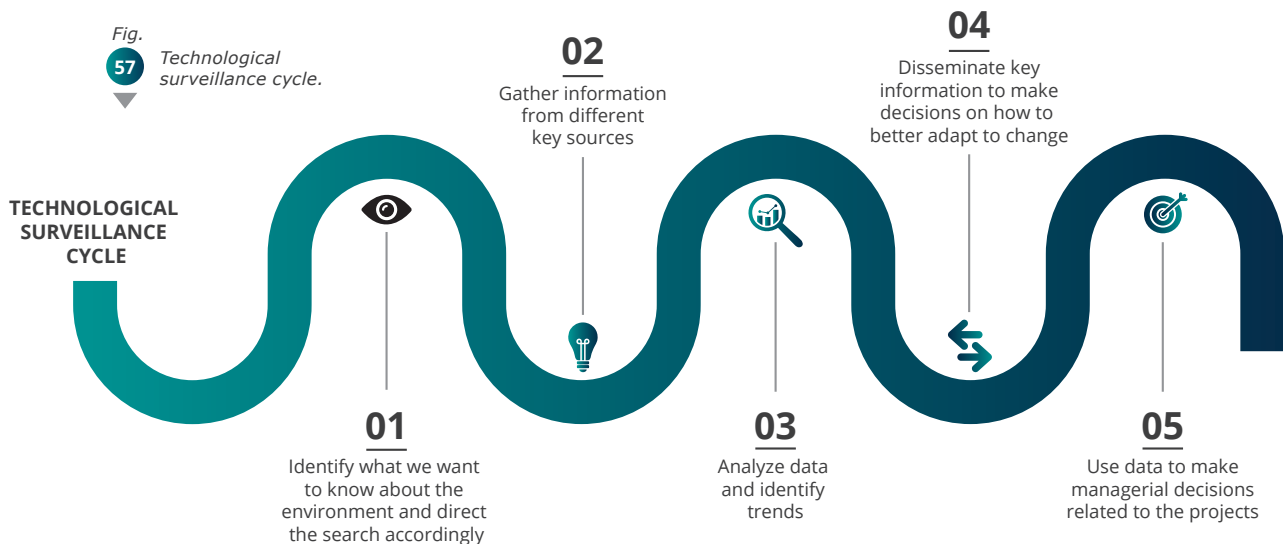 Fig.
57
Technological
surveillance cycle.
TECHNOLOGICAL
SURVEILLANCE
CYCLE
01
Identify what we want
to know about the
environment and direct
the search accordingly
02
Gather information
from different
key sources
03
Analyze data
and identify
trends
04
Disseminate key
information to make
decisions on how to
better adapt to change
05
Use data to make
managerial decisions
related to the projects